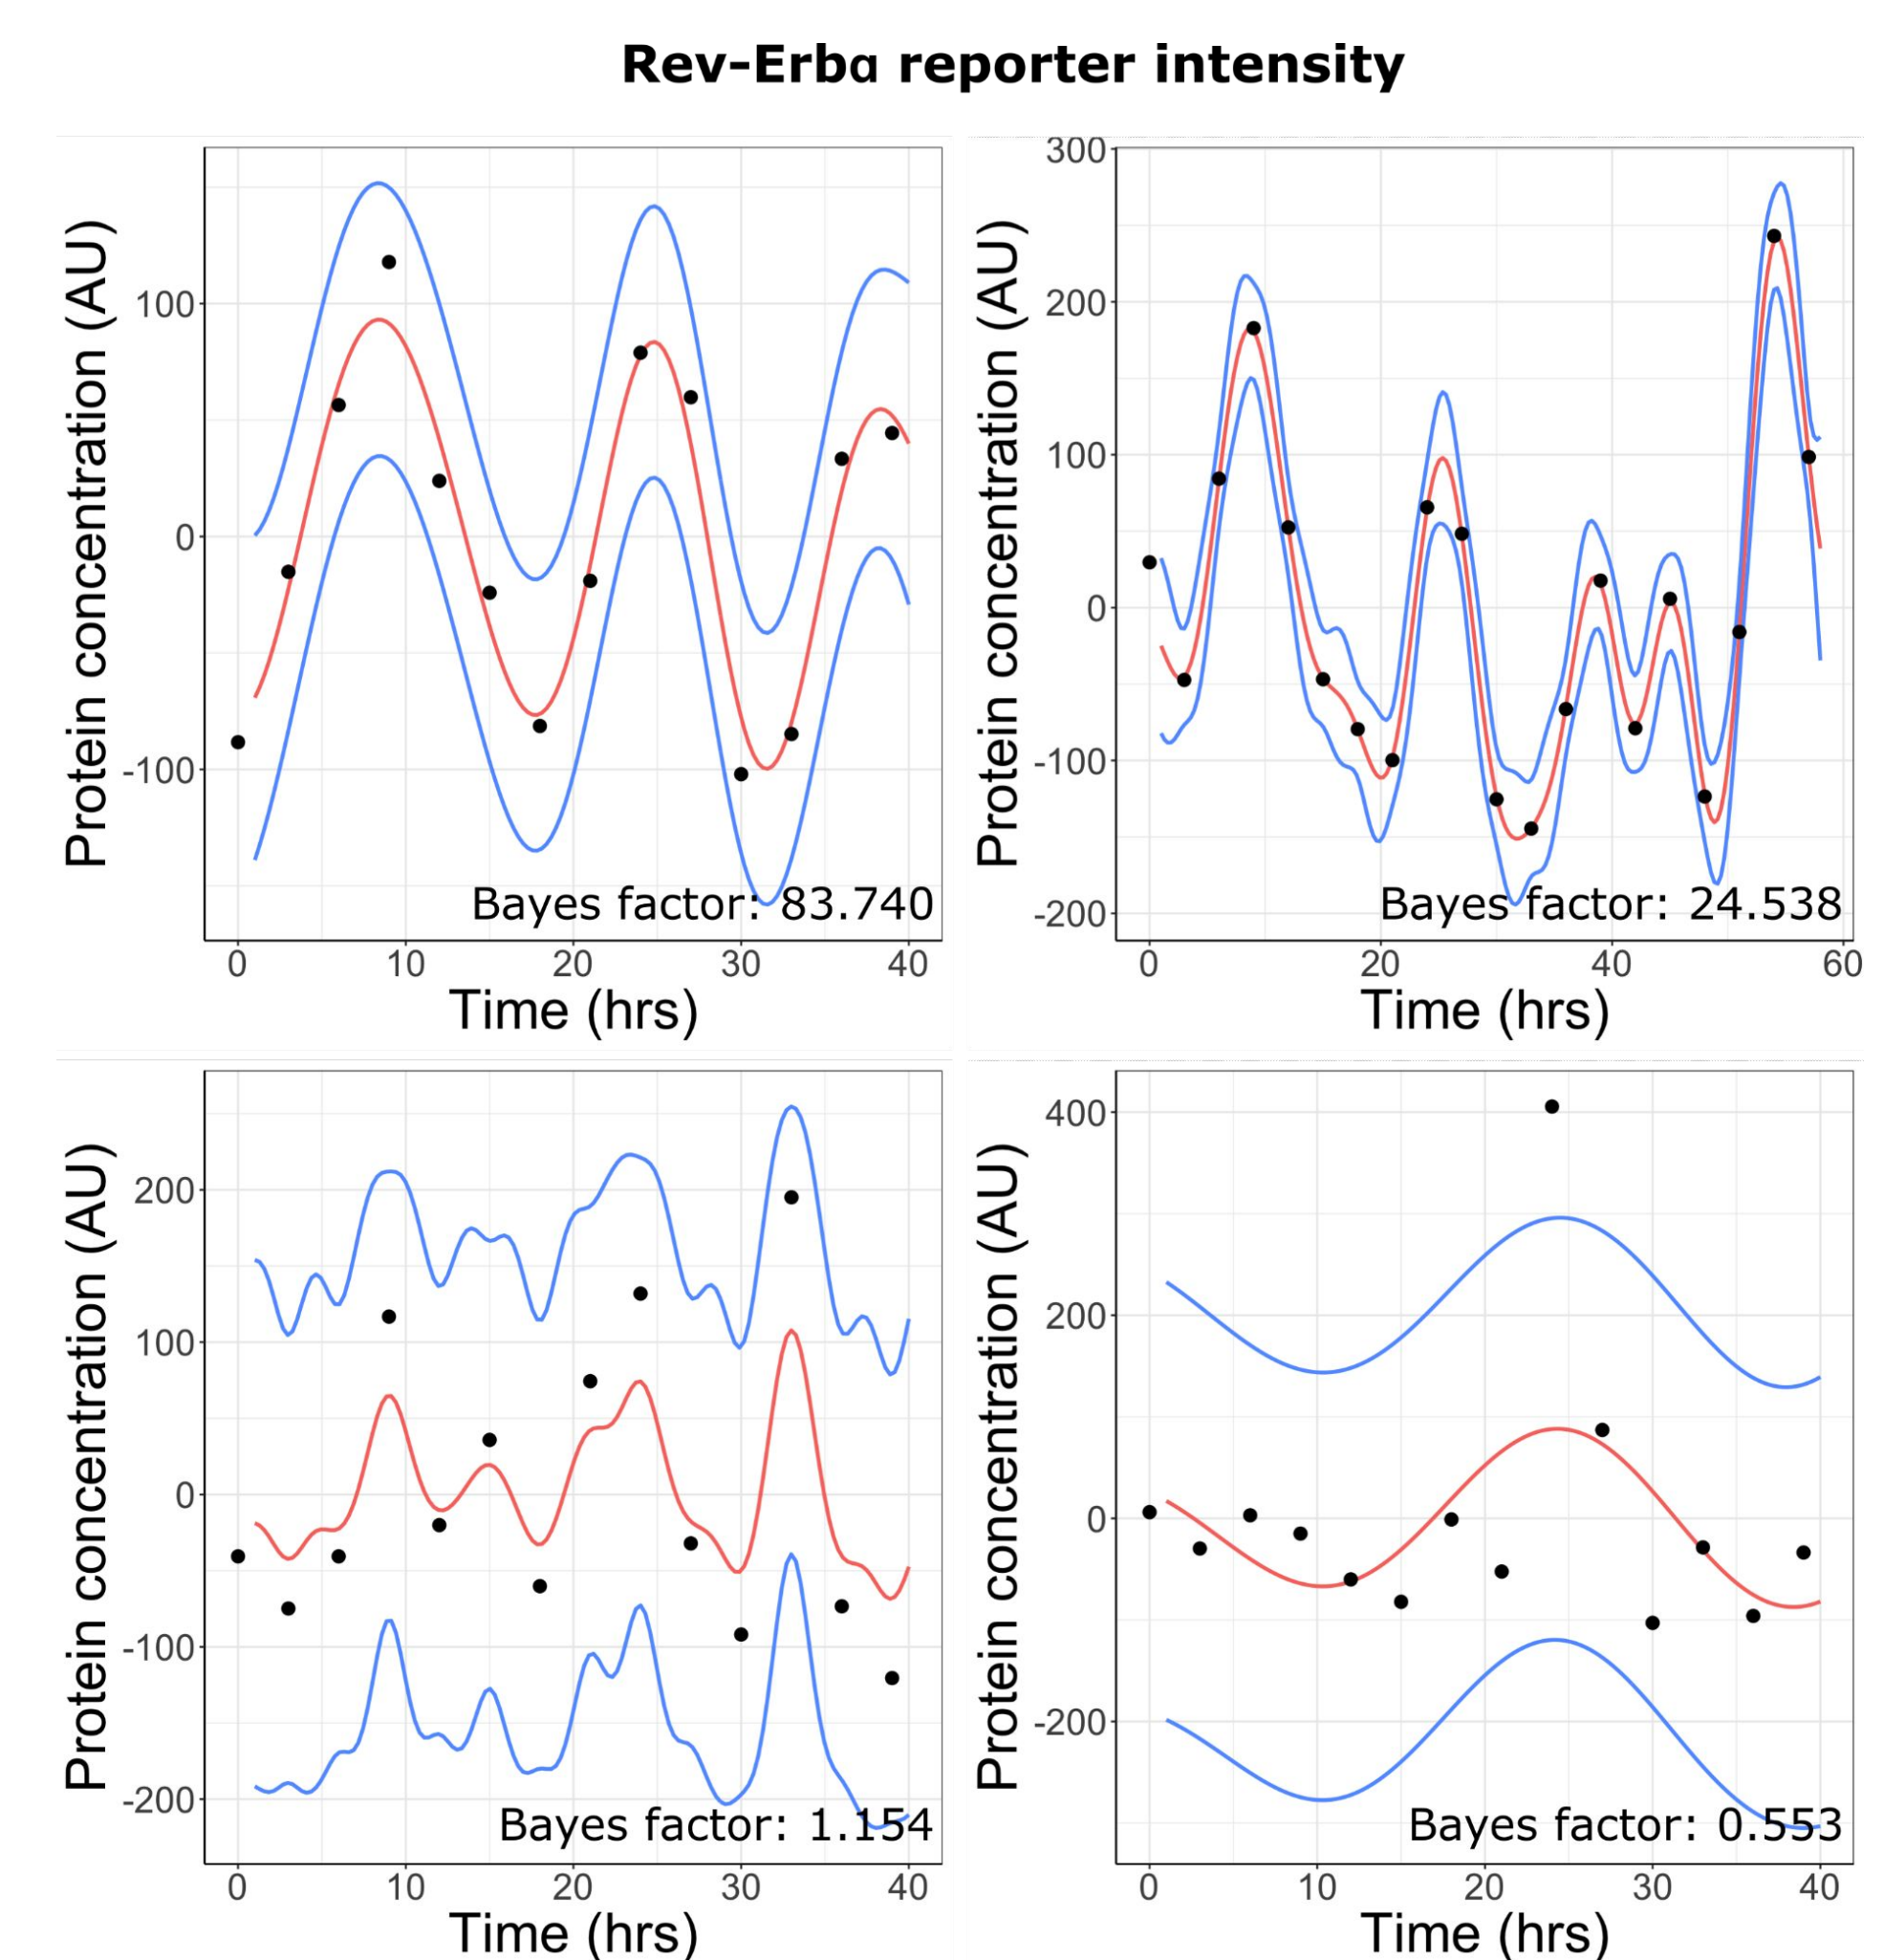 Rev-Erbɑ reporter intensity
Protein concentration (AU)
100
0
-100
Bayes factor: 83.740
0 10 20 30 40
Time (hrs)
Protein concentration (AU)
300
200
100
0
-100
-200
Bayes factor: 24.538
0 20 40 60
Time (hrs)
Protein concentration (AU)
200
100
0
-100
-200
Bayes factor: 1.154
0 10 20 30 40
Time (hrs)
Protein concentration (AU)
400
200
0
-200
Bayes factor: 0.553
0 10 20 30 40
Time (hrs)